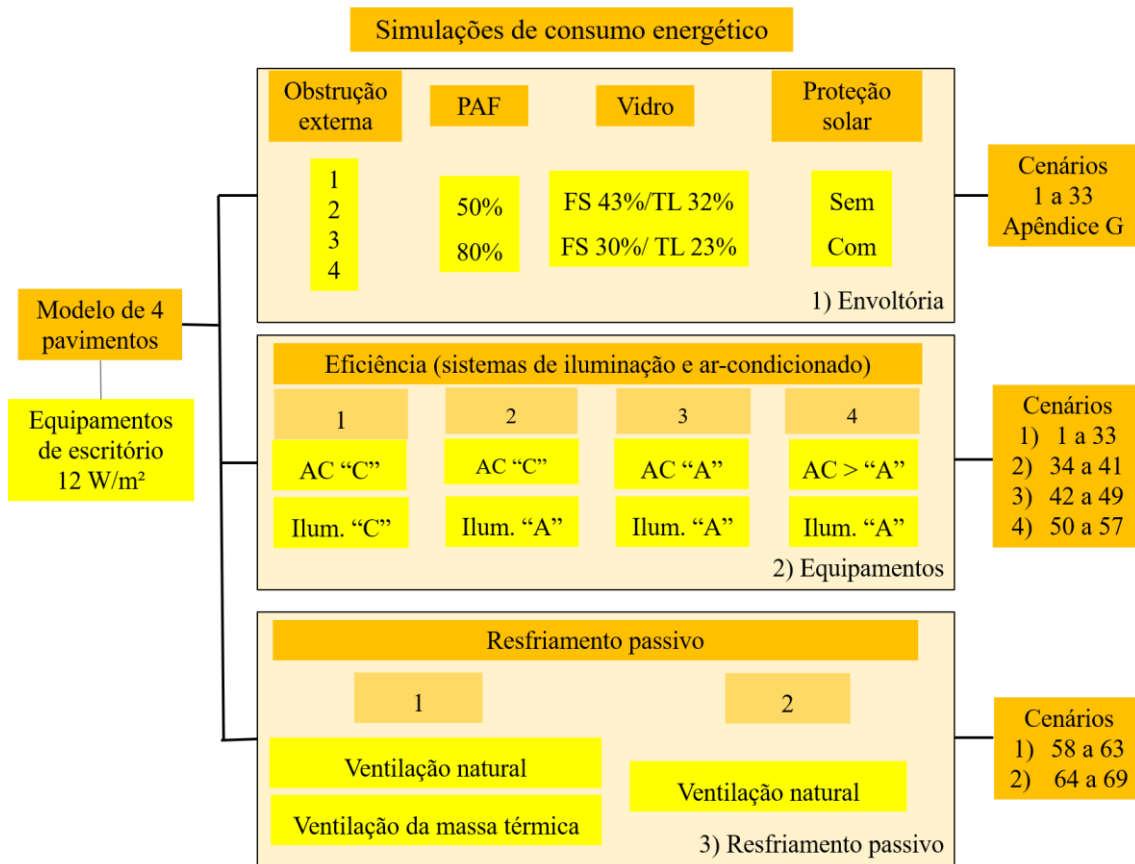 Simulações de consumo energético
Obstrução
externa
PAF
Vidro
Proteção
solar
1
2
3
4
50%
80%
FS 43%/TL 32%
FS 30%/ TL 23%
Sem
Com
1) Envoltória
Cenários
1 a 33
Apêndice G
Modelo de 4
pavimentos
Equipamentos
de escritório
12 W/m²
Eficiência (sistemas de iluminação e ar-condicionado)
1
2
3
4
AC “C”
AC “C”
AC “A”
AC > “A”
Ilum. “C”
Ilum. “A”
Ilum. “A”
Ilum. “A”
2) Equipamentos
Cenários
1) 1 a 33
2) 34 a 41
3) 42 a 49
4) 50 a 57
Resfriamento passivo
1
2
Ventilação natural
Ventilação da massa térmica
Ventilação natural
3) Resfriamento passivo
Cenários
1) 58 a 63
2) 64 a 69